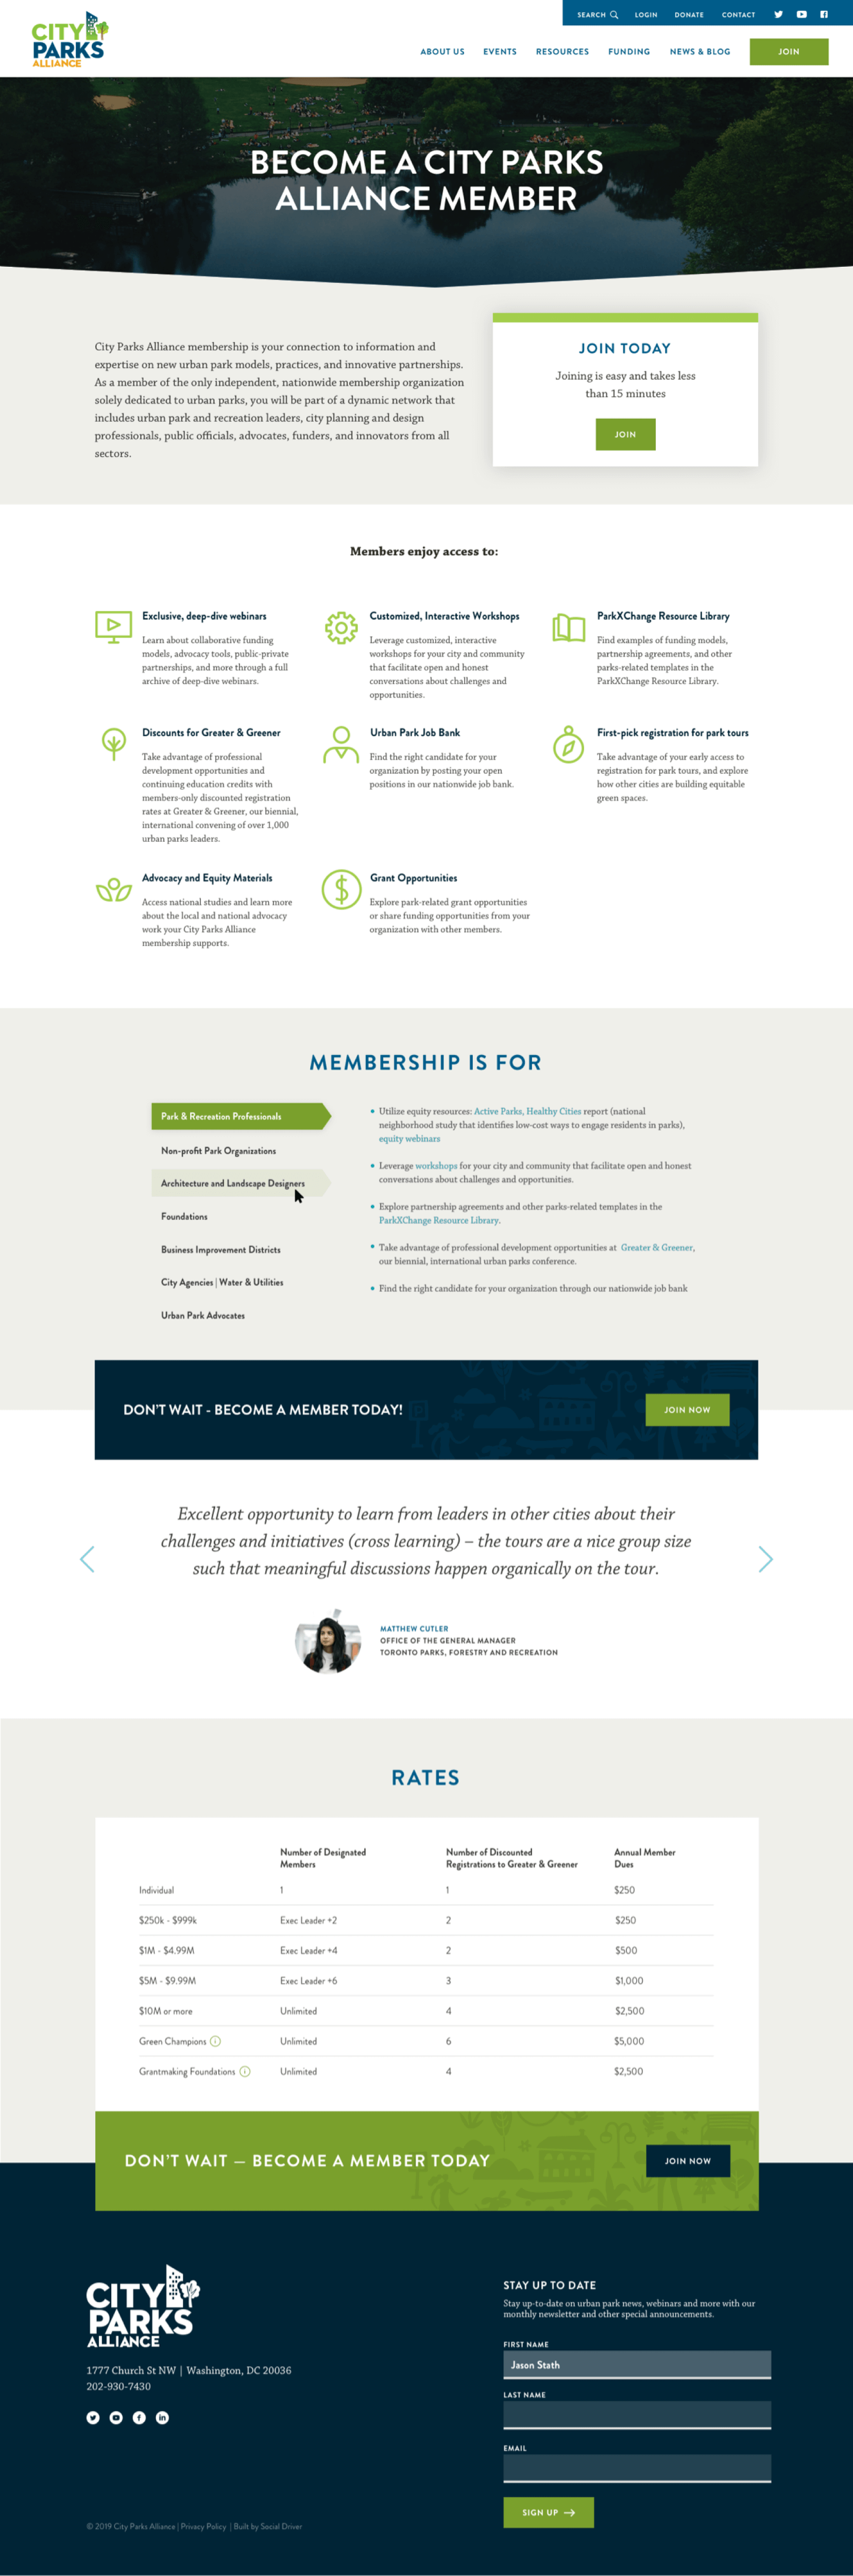 SEARCH LOGIN DONATE CONTACT
CITY
PARKS
ALLIANCE
ABOUT US EVENTS RESOURCES FUNDING NEWS & BLOG JOIN
BECOME A CITY PARKS
ALLIANCE MEMBER
City Parks Alliance membership is your connection to information and
expertise on new urban park models, practices, and innovative partnerships.
As a member of the only independent, nationwide membership organization
solely dedicated to urban parks, you will be part of a dynamic network that
includes urban park and recreation leaders, city planning and design
professionals, public officials, advocates, funders, and innovators from all
sectors.
JOIN TODAY
Joining is easy and takes less
than 15 minutes
JOIN
Members enjoy access to:
Exclusive, deep-dive webinars
Learn about collaborative funding
models, advocacy tools, public-private
partnerships, and more through a full
archive of deep-dive webinars.
Customized, Interactive Workshops
Leverage customized, interactive
workshops for your city and community
that facilitate open and honest
conversations about challenges and
opportunities.
ParkXChange Resource Library
Find examples of funding models,
partnership agreements, and other
parks-related templates in the
ParkXChange Resource Library.
Discounts for Greater & Greener
Take advantage of professional
development opportunities and
continuing education credits with
members-only discounted registration
rates at Greater & Greener, our biennial,
international convening of over 1,000
urban parks leaders.
Urban Park Job Bank
Find the right candidate for your
organization by posting your open
positions in our nationwide job bank.
First-pick registration for park tours
Take advantage of your early access to
registration for park tours, and explore
how other cities are building equitable
green spaces.
Advocacy and Equity Materials
Access national studies and learn more
about the local and national advocacy
work your City Parks Alliance
membership supports.
Grant Opportunities
Explore park-related grant opportunities
or share funding opportunities from your
organization with other members.
MEMBERSHIP IS FOR
Park & Recreation Professionals
Non-profit Park Organizations
Architecture and Landscape Designers
Foundations
Business Improvement Districts
City Agencies | Water & Utilities
Urban Park Advocates
• Utilize equity resources: Active Parks, Healthy Cities report (national
neighborhood study that identifies low-cost ways to engage residents in parks),
equity webinars
• Leverage workshops for your city and community that facilitate open and honest
conversations about challenges and opportunities.
• Explore partnership agreements and other parks-related templates in the
ParkXChange Resource Library.
• Take advantage of professional development opportunities at Greater & Greener,
our biennial, international urban parks conference.
• Find the right candidate for your organization through our nationwide job bank
DON'T WAIT - BECOME A MEMBER TODAY!
JOIN NOW
Excellent opportunity to learn from leaders in other cities about their
challenges and initiatives (cross learning) – the tours are a nice group size
such that meaningful discussions happen organically on the tour.
MATTHEW CUTLER
OFFICE OF THE GENERAL MANAGER
TORONTO PARKS, FORESTRY AND RECREATION
RATES
Number of Designated
Members
Number of Discounted
Registrations to Greater & Greener
Annual Member
Dues
Individual 1 1 $250
$250k - $999k Exec Leader +2 2 $250
$1M - $4.99M Exec Leader +4 2 $500
$5M - $9.99M Exec Leader +6 3 $1,000
$10M or more Unlimited 4 $2,500
Green Champions i Unlimited 6 $5,000
Grantmaking Foundations i Unlimited 4 $2,500
DON'T WAIT — BECOME A MEMBER TODAY
JOIN NOW
CITY
PARKS
ALLIANCE
1777 Church St NW | Washington, DC 20036
202-930-7430
© 2019 City Parks Alliance | Privacy Policy | Built by Social Driver
STAY UP TO DATE
Stay up-to-date on urban park news, webinars and more with our
monthly newsletter and other special announcements.
FIRST NAME
Jason Stath
LAST NAME
EMAIL
SIGN UP →